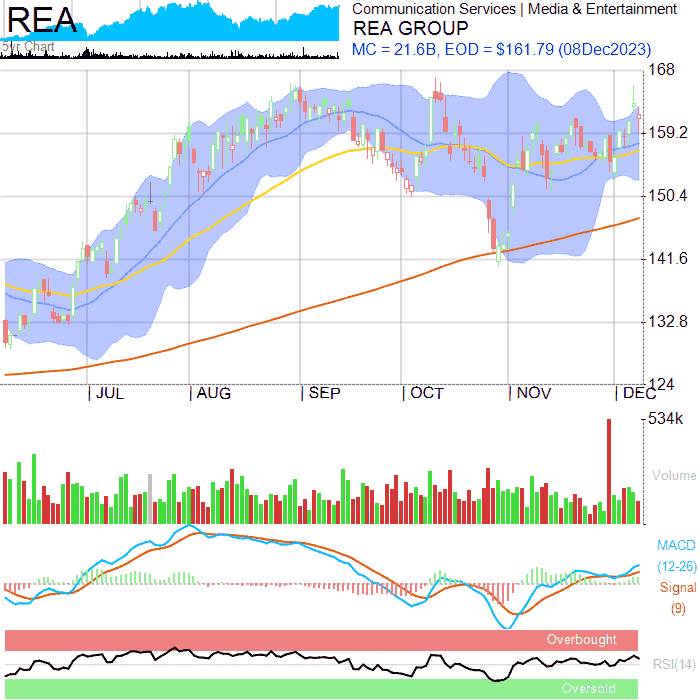 REA
5yr Chart
Communication Services | Media & Entertainment
REA GROUP
MC = 21.6B, EOD = $161.79 (08Dec2023)
168
159.2
150.4
141.6
132.8
124
JUL AUG SEP OCT NOV DEC
534k
Volume
MACD
(12-26)
Signal
(9)
Overbought
RSI(14)
Oversold